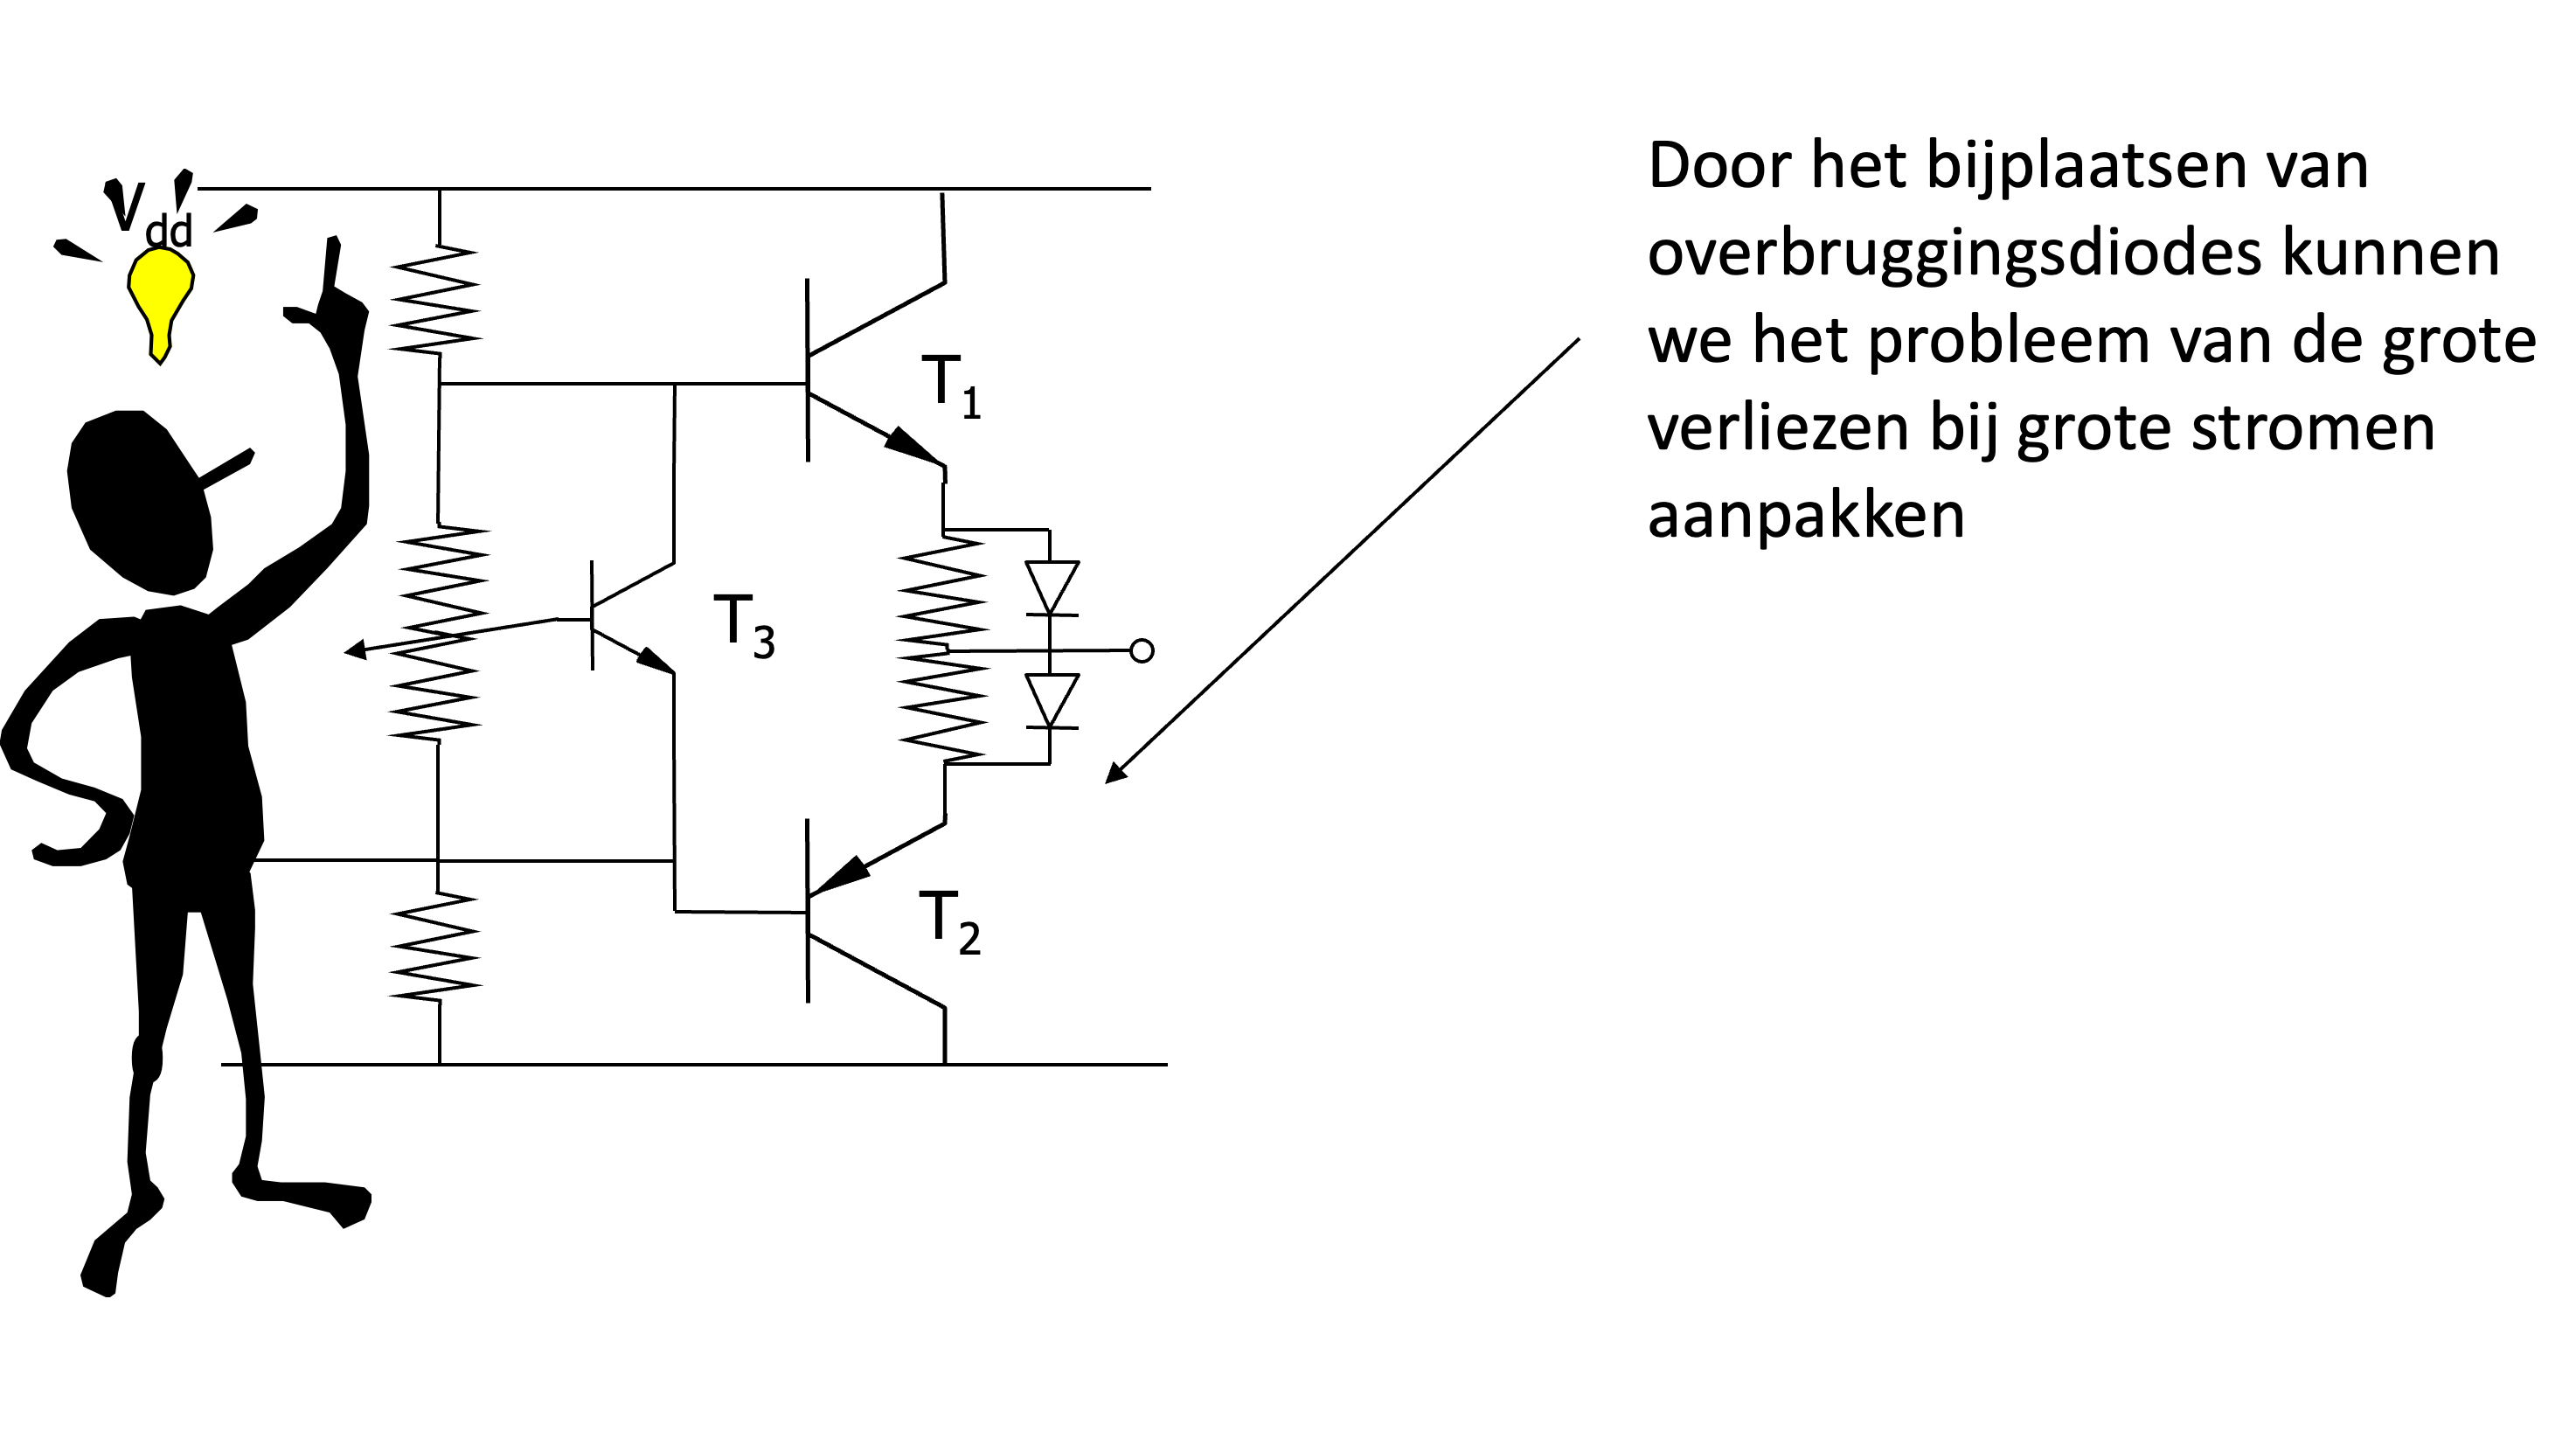 Door het bijplaatsen van
overbruggingsdiodes kunnen
we het probleem van de grote
verliezen bij grote stromen
aanpakken
Vdd
T1
T3
T2